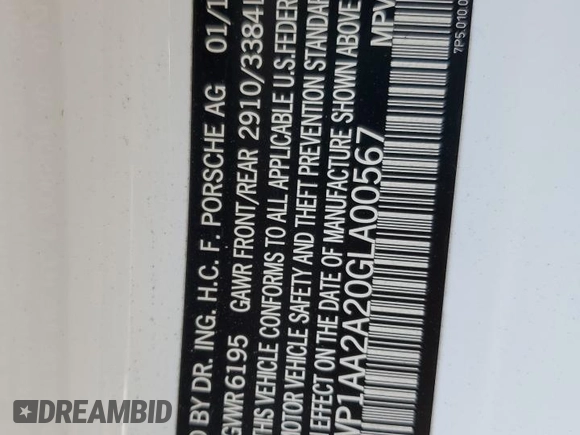 D BY DR. ING. H.C. F. PORSCHE AG 01/1
GWR 6195 GAWR FRONT/REAR 2910/3384
THIS VEHICLE CONFORMS TO ALL APPLICABLE U.S.FEDER
MOTOR VEHICLE SAFETY AND THEFT PREVENTION STANDAR
EFFECT ON THE DATE OF MANUFACTURE SHOWN ABOVE
WP1AA2A20GLA00567 MPV
7P5.010.0
DREAMBID